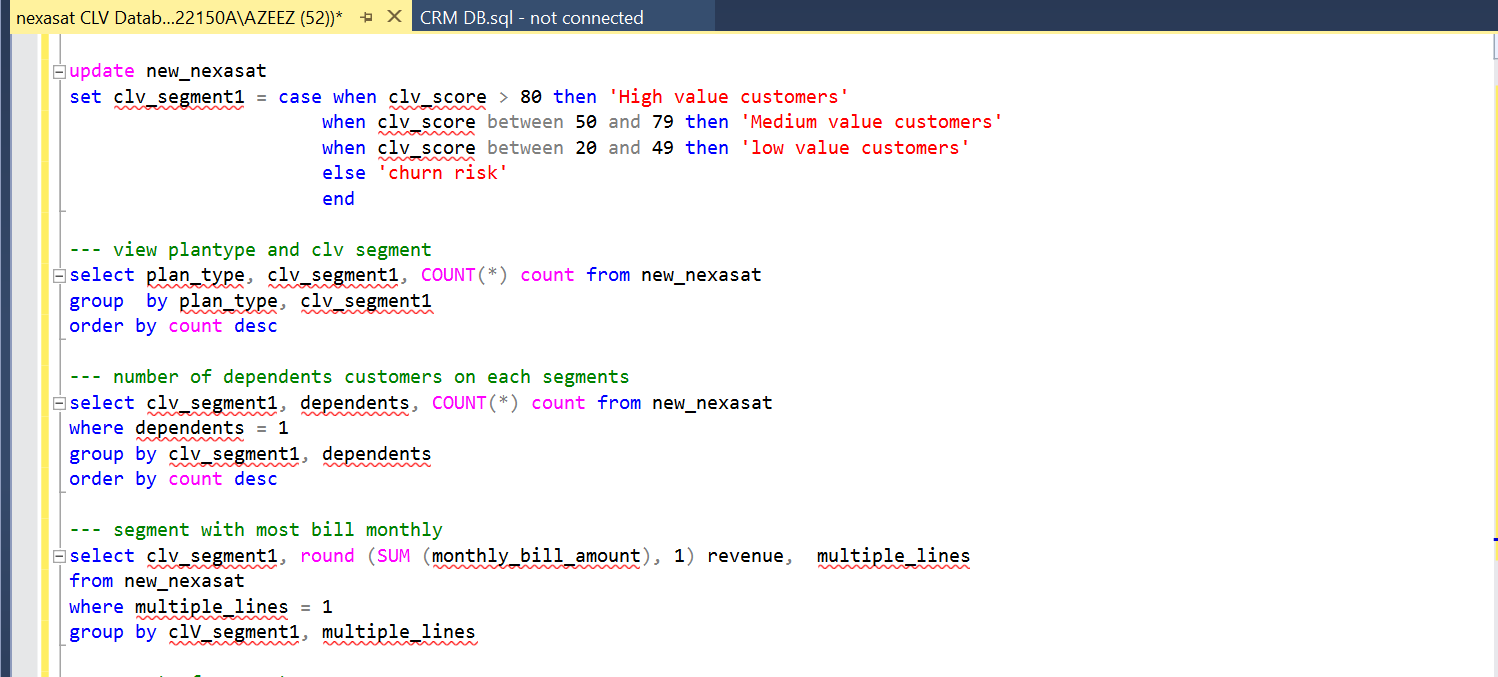 nexasat CLV Datab...22150A\AZEEZ (52))* CRM DB.sql - not connected
update new_nexasat
set clv_segment1 = case when clv_score > 80 then 'High value customers'
when clv_score between 50 and 79 then 'Medium value customers'
when clv_score between 20 and 49 then 'low value customers'
else 'churn risk'
end
--- view plantype and clv segment
select plan_type, clv_segment1, COUNT(*) count from new_nexasat
group  by plan_type, clv_segment1
order by count desc
--- number of dependents customers on each segments
select clv_segment1, dependents, COUNT(*) count from new_nexasat
where dependents = 1
group by clv_segment1, dependents
order by count desc
--- segment with most bill monthly
select clv_segment1, round (SUM (monthly_bill_amount), 1) revenue,  multiple_lines
from new_nexasat
where multiple_lines = 1
group by clV_segment1, multiple_lines